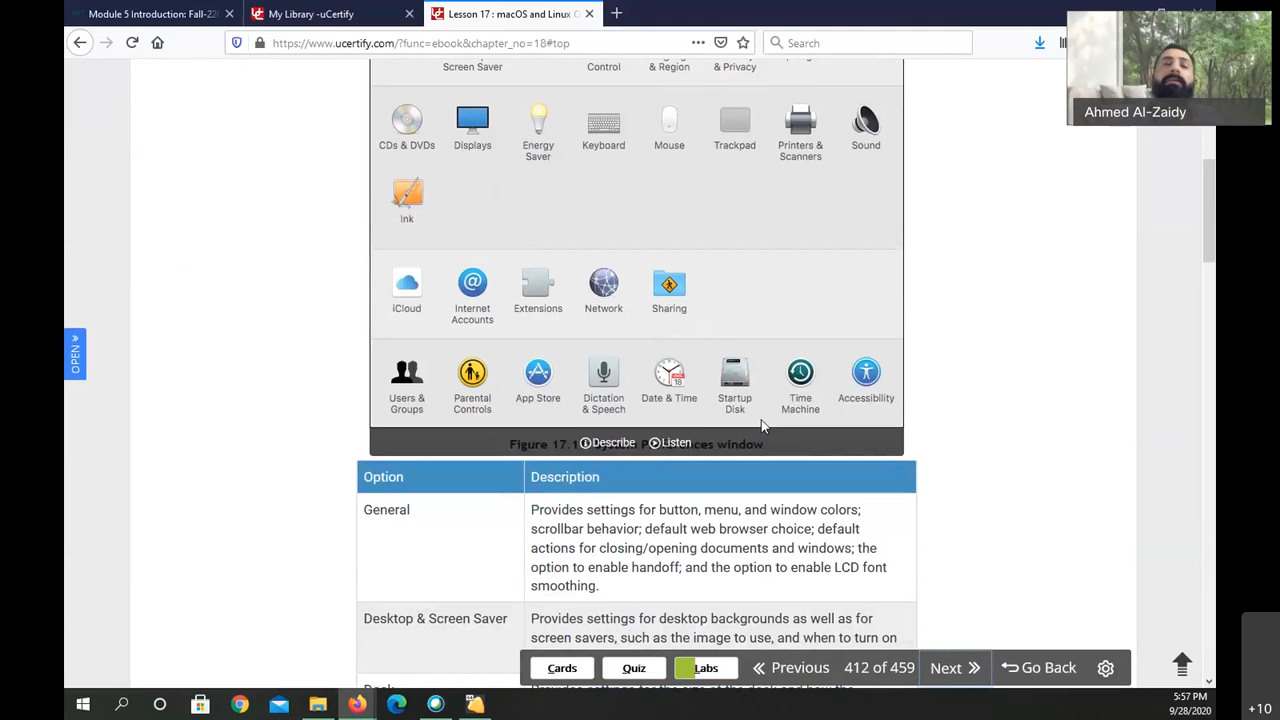 Module 5 Introduction: Fall-22
My Library -uCertify
Lesson 17 : macOS and Linux O
https://www.ucertify.com/?func=ebook&chapter_no=18#top
Search
Ahmed Al-Zaidy
Screen Saver
Control
& Region
& Privacy
CDs & DVDs
Displays
Energy
Saver
Keyboard
Mouse
Trackpad
Printers &
Scanners
Sound
Ink
iCloud
Internet
Accounts
Extensions
Network
Sharing
OPEN
Users &
Groups
Parental
Controls
App Store
Dictation
& Speech
Date & Time
Startup
Disk
Time
Machine
Accessibility
Figure 17.1 Describe Listen window
Option
Description
General
Provides settings for button, menu, and window colors;
scrollbar behavior; default web browser choice; default
actions for closing/opening documents and windows; the
option to enable handoff; and the option to enable LCD font
smoothing.
Desktop & Screen Saver
Provides settings for desktop backgrounds as well as for
screen savers, such as the image to use, and when to turn on
Cards
Quiz
Labs
Previous
412 of 459
Next
Go Back
5:57 PM
9/28/2020
+10